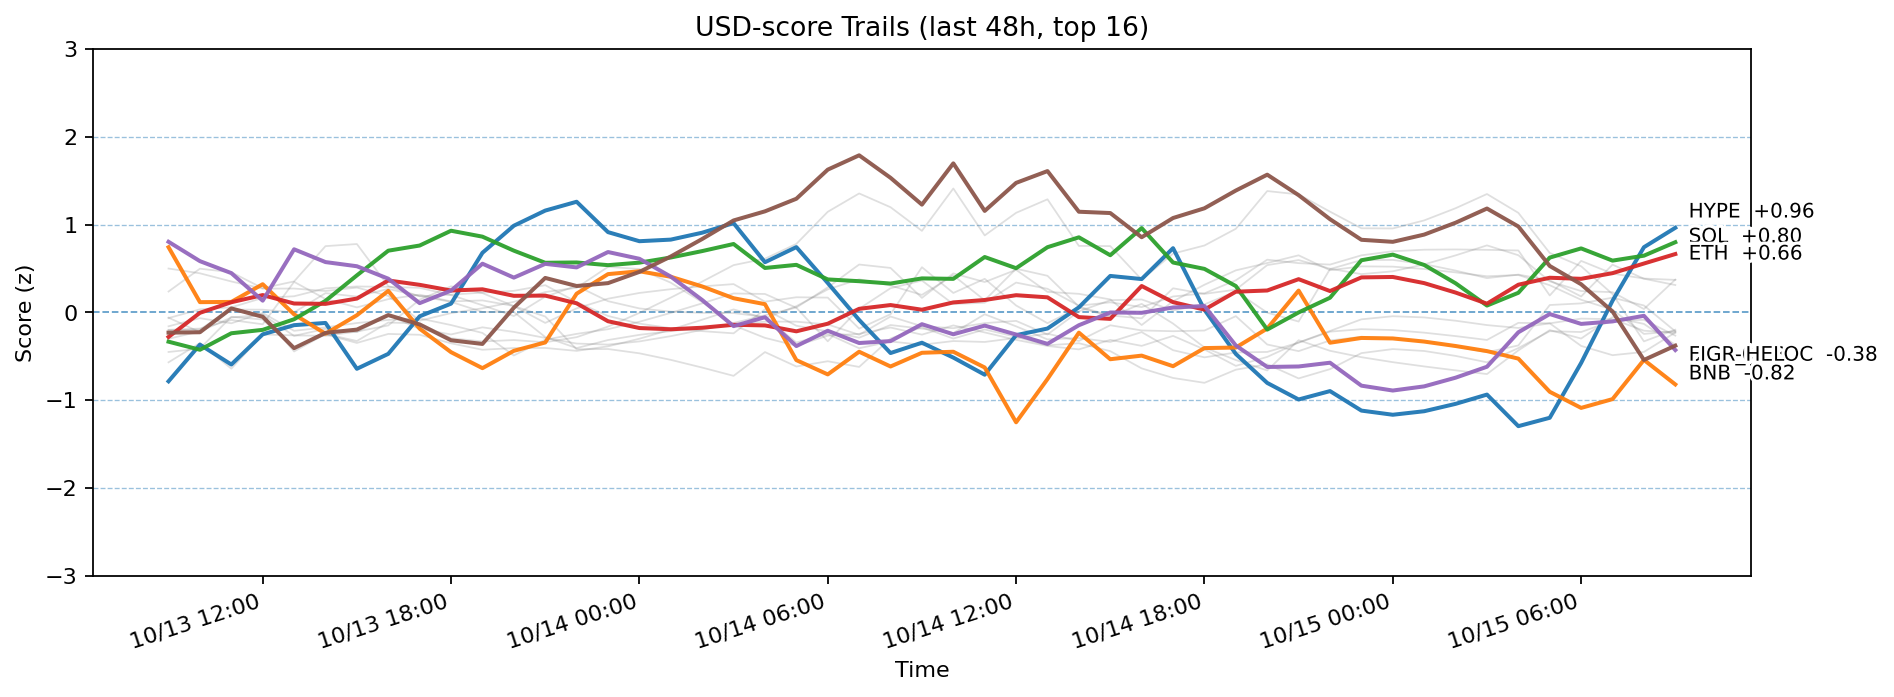 USD-score Trails (last 48h, top 16)
Score (z)
3
2
1
0
−1
−2
−3
HYPE +0.96
SOL +0.80
ETH +0.66
FIGR-HELOC -0.38
BNB -0.82
10/13 12:00
10/13 18:00
10/14 00:00
10/14 06:00
10/14 12:00
10/14 18:00
10/15 00:00
10/15 06:00
Time